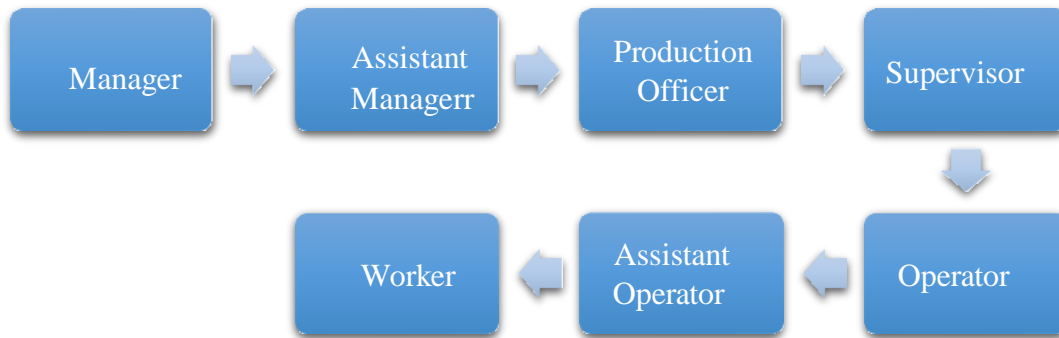 Manager
Assistant
Managerr
Production
Officer
Supervisor
Operator
Assistant
Operator
Worker